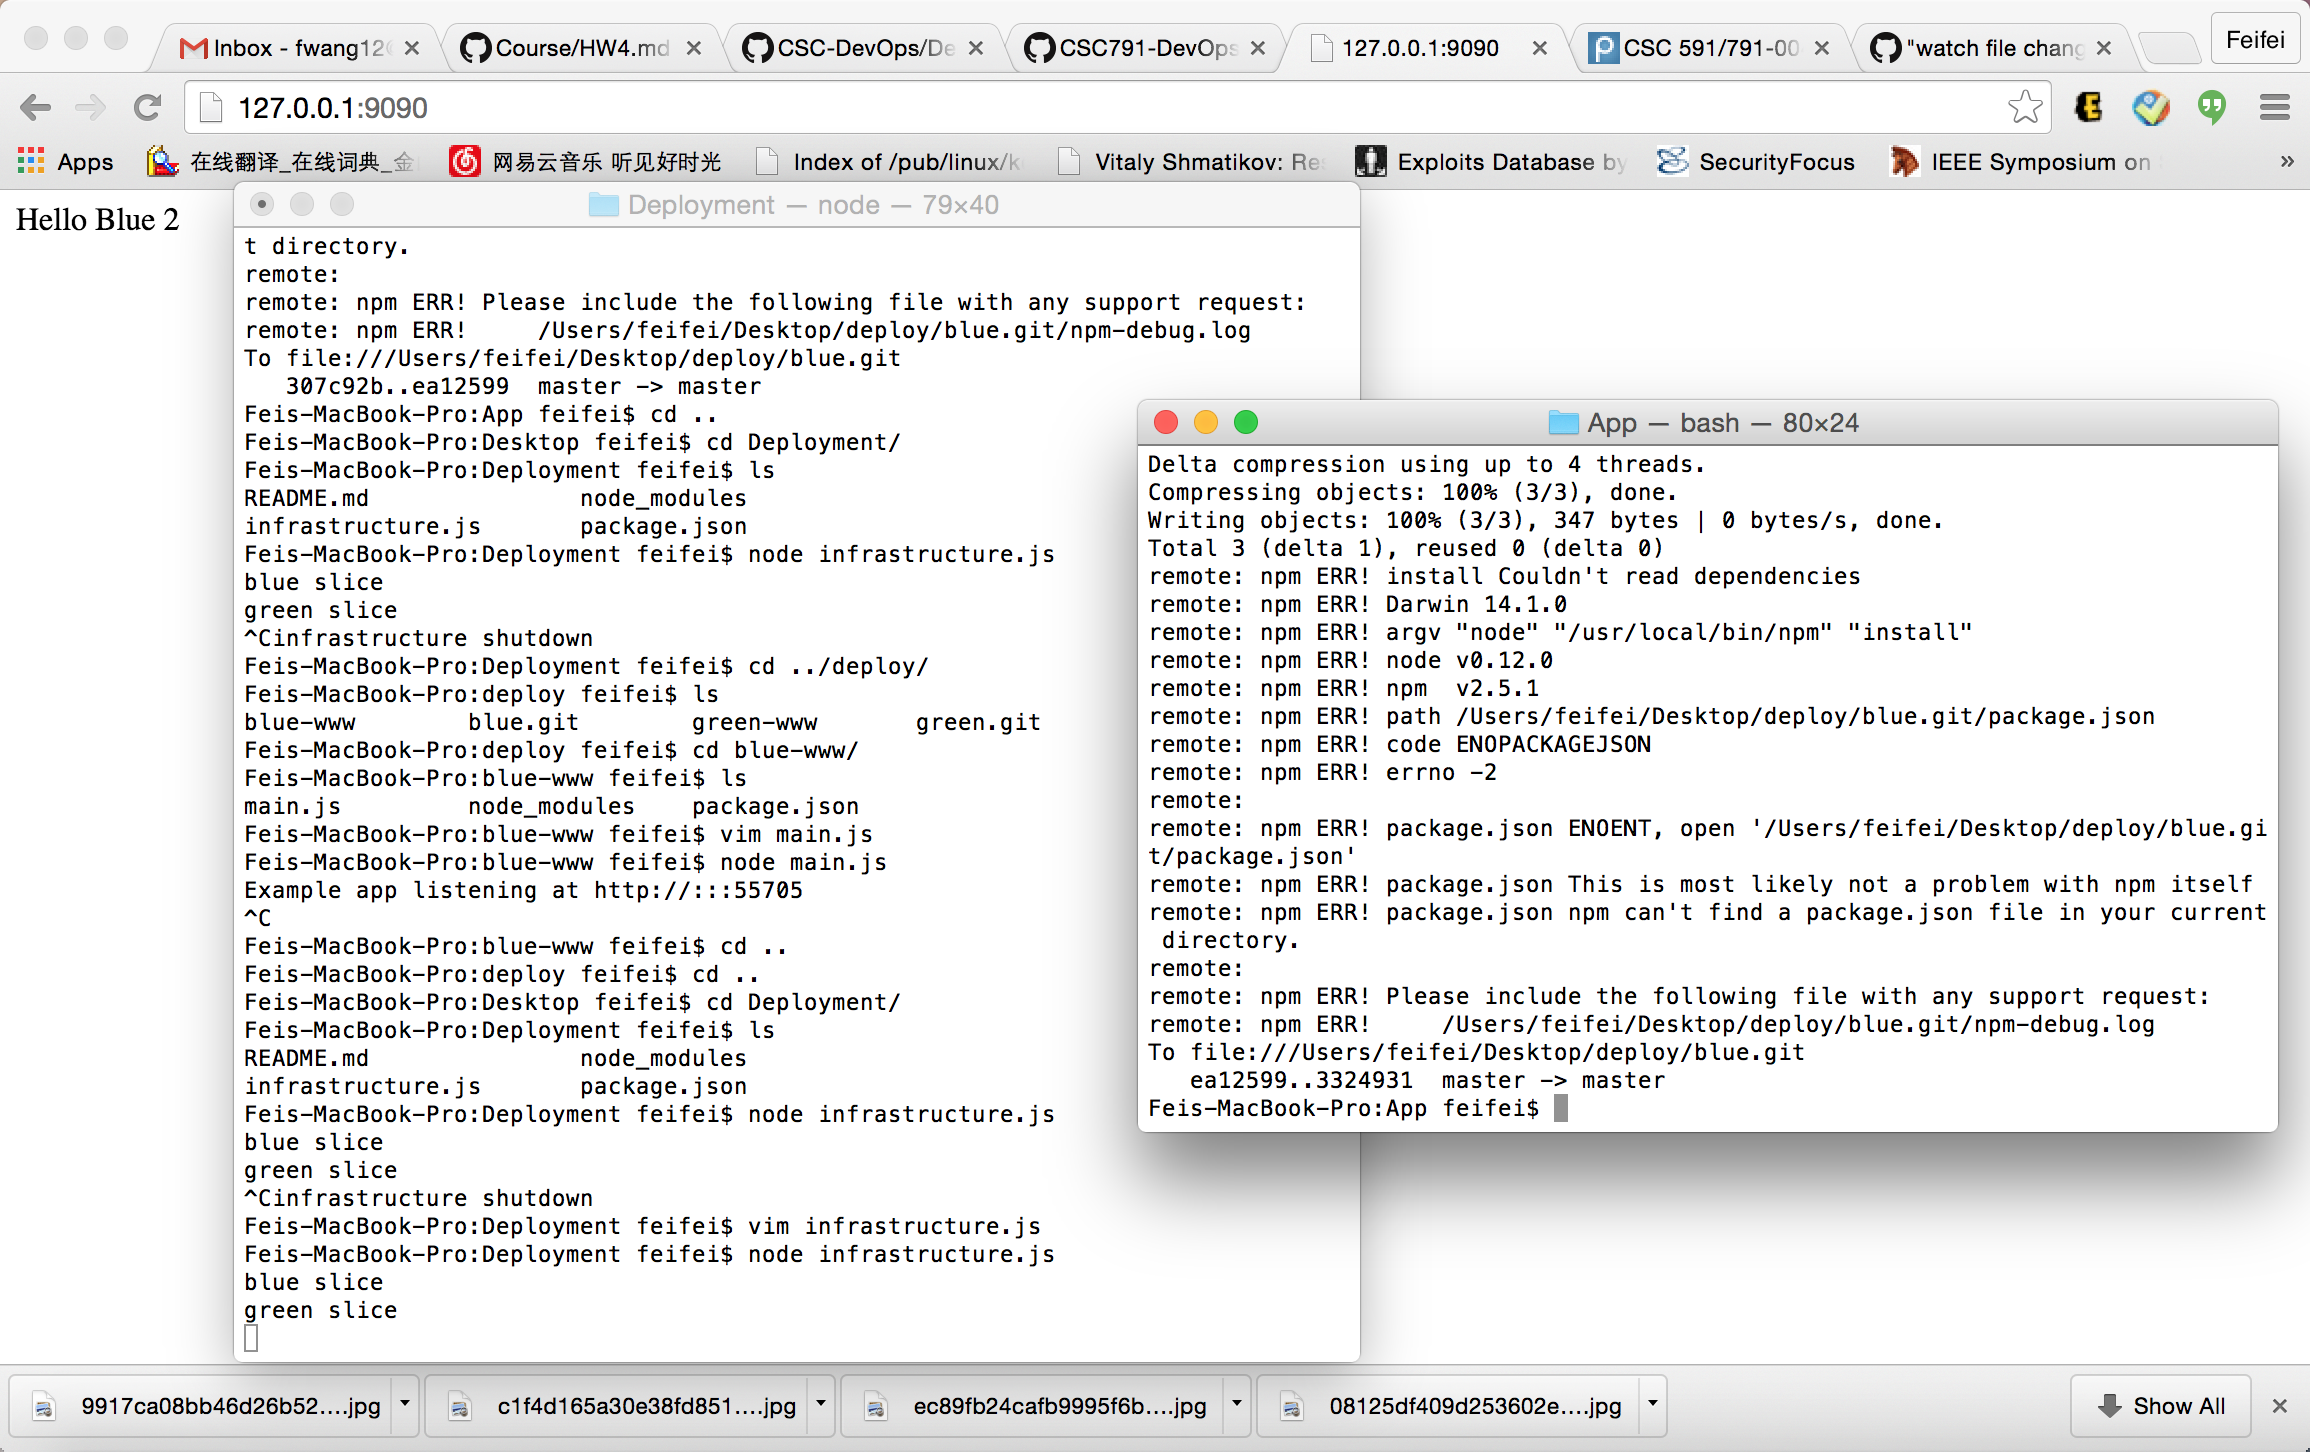 Inbox - fwang12
Course/HW4.md
CSC-DevOps/De
CSC791-DevOps
127.0.0.1:9090
CSC 591/791-00
"watch file chang
Feifei
127.0.0.1:9090
Apps
在线翻译_在线词典_金
网易云音乐 听见好时光
Index of /pub/linux/k
Vitaly Shmatikov: Res
Exploits Database by
SecurityFocus
IEEE Symposium on
»
Hello Blue 2
Deployment — node — 79×40
t directory.
remote:
remote: npm ERR! Please include the following file with any support request:
remote: npm ERR!     /Users/feifei/Desktop/deploy/blue.git/npm-debug.log
To file:///Users/feifei/Desktop/deploy/blue.git
   307c92b..ea12599  master -> master
Feis-MacBook-Pro:App feifei$ cd ..
Feis-MacBook-Pro:Desktop feifei$ cd Deployment/
Feis-MacBook-Pro:Deployment feifei$ ls
README.md               node_modules
infrastructure.js       package.json
Feis-MacBook-Pro:Deployment feifei$ node infrastructure.js
blue slice
green slice
^Cinfrastructure shutdown
Feis-MacBook-Pro:Deployment feifei$ cd ../deploy/
Feis-MacBook-Pro:deploy feifei$ ls
blue-www        blue.git        green-www       green.git
Feis-MacBook-Pro:deploy feifei$ cd blue-www/
Feis-MacBook-Pro:blue-www feifei$ ls
main.js         node_modules    package.json
Feis-MacBook-Pro:blue-www feifei$ vim main.js
Feis-MacBook-Pro:blue-www feifei$ node main.js
Example app listening at http://:::55705
^C
Feis-MacBook-Pro:blue-www feifei$ cd ..
Feis-MacBook-Pro:deploy feifei$ cd ..
Feis-MacBook-Pro:Desktop feifei$ cd Deployment/
Feis-MacBook-Pro:Deployment feifei$ ls
README.md               node_modules
infrastructure.js       package.json
Feis-MacBook-Pro:Deployment feifei$ node infrastructure.js
blue slice
green slice
^Cinfrastructure shutdown
Feis-MacBook-Pro:Deployment feifei$ vim infrastructure.js
Feis-MacBook-Pro:Deployment feifei$ node infrastructure.js
blue slice
green slice
App — bash — 80×24
Delta compression using up to 4 threads.
Compressing objects: 100% (3/3), done.
Writing objects: 100% (3/3), 347 bytes | 0 bytes/s, done.
Total 3 (delta 1), reused 0 (delta 0)
remote: npm ERR! install Couldn't read dependencies
remote: npm ERR! Darwin 14.1.0
remote: npm ERR! argv "node" "/usr/local/bin/npm" "install"
remote: npm ERR! node v0.12.0
remote: npm ERR! npm  v2.5.1
remote: npm ERR! path /Users/feifei/Desktop/deploy/blue.git/package.json
remote: npm ERR! code ENOPACKAGEJSON
remote: npm ERR! errno -2
remote:
remote: npm ERR! package.json ENOENT, open '/Users/feifei/Desktop/deploy/blue.gi
t/package.json'
remote: npm ERR! package.json This is most likely not a problem with npm itself
remote: npm ERR! package.json npm can't find a package.json file in your current
 directory.
remote:
remote: npm ERR! Please include the following file with any support request:
remote: npm ERR!     /Users/feifei/Desktop/deploy/blue.git/npm-debug.log
To file:///Users/feifei/Desktop/deploy/blue.git
   ea12599..3324931  master -> master
Feis-MacBook-Pro:App feifei$
9917ca08bb46d26b52....jpg
c1f4d165a30e38fd851....jpg
ec89fb24cafb9995f6b....jpg
08125df409d253602e....jpg
Show All